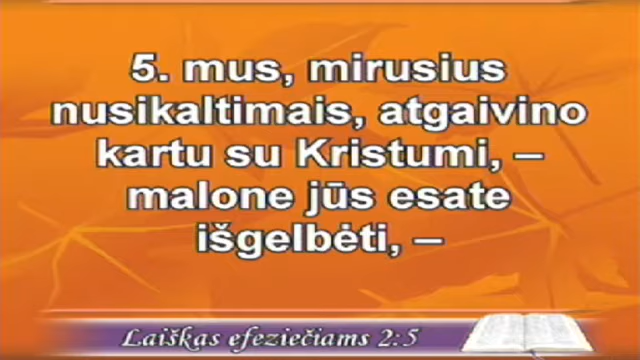 5. mus, mirusius
nusikaltimais, atgaivino
kartu su Kristumi, –
malone jūs esate
išgelbėti, –
Laiškas efeziečiams 2:5